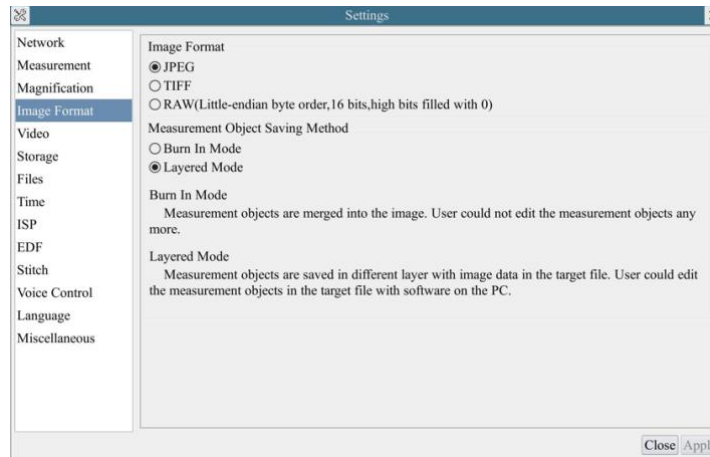 Settings
Network
Measurement
Magnification
Image Format
Video
Storage
Files
Time
ISP
EDF
Stitch
Voice Control
Language
Miscellaneous
Image Format
JPEG
TIFF
RAW(Little-endian byte order,16 bits,high bits filled with 0)
Measurement Object Saving Method
Burn In Mode
Layered Mode
Burn In Mode
Measurement objects are merged into the image. User could not edit the measurement objects any
more.
Layered Mode
Measurement objects are saved in different layer with image data in the target file. User could edit
the measurement objects in the target file with software on the PC.
Close Appl